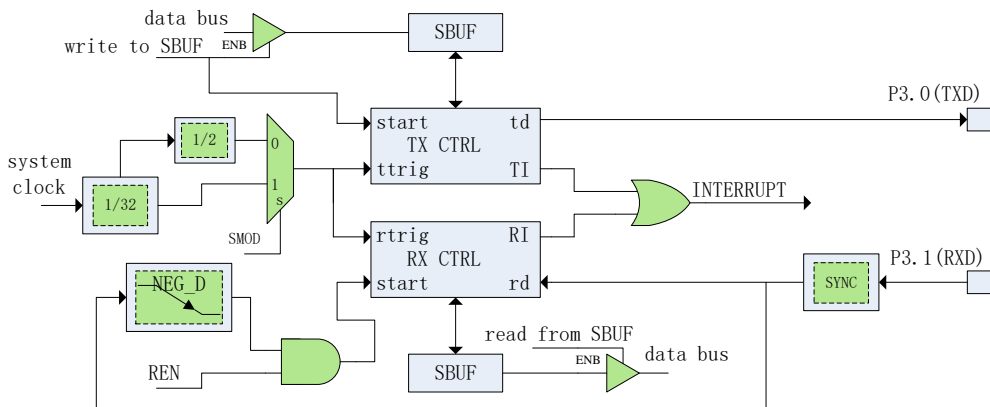 data bus
ENB
write to SBUF
SBUF
P3.0(TXD)
start td
TX CTRL
ttrig TI
1/2
0
system
clock
1/32
1
s
SMOD
INTERRUPT
rtrig RI
RX CTRL
start rd
P3.1(RXD)
SYNC
NEG_D
REN
read from SBUF
ENB
data bus
SBUF